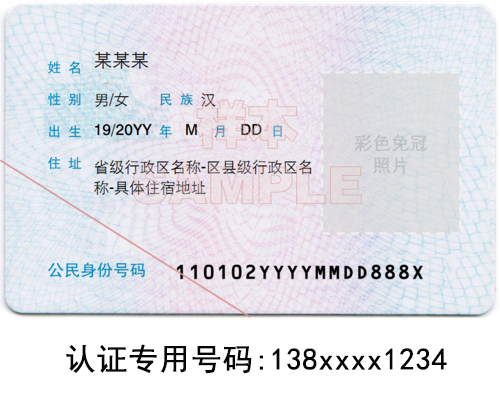 姓名 某某某
性别 男/女 民族 汉
样本
出生 19/20YY 年 M 月 DD 日
彩色免冠
照片
住址 省级行政区名称-区县级行政区名
称-具体住宿地址
SAMPLE
公民身份号码 110102YYYYMMDD888X
认证专用号码:138xxxx1234